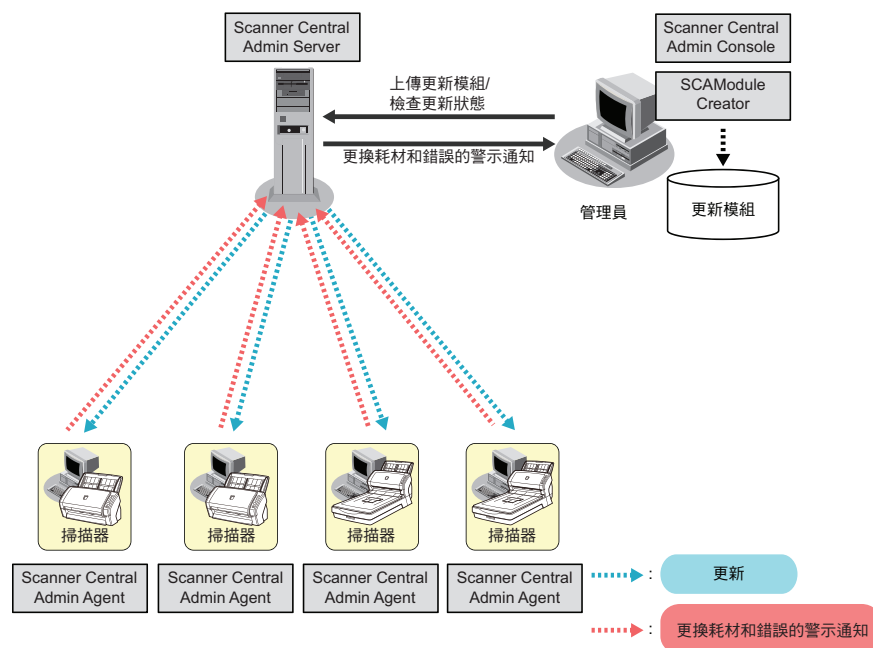 Scanner Central
Admin Server
Scanner Central
Admin Console
SCAModule
Creator
上傳更新模組/
檢查更新狀態
更換耗材和錯誤的警示通知
管理員
更新模組
掃描器
掃描器
掃描器
掃描器
Scanner Central
Admin Agent
Scanner Central
Admin Agent
Scanner Central
Admin Agent
Scanner Central
Admin Agent
: 更新
: 更換耗材和錯誤的警示通知